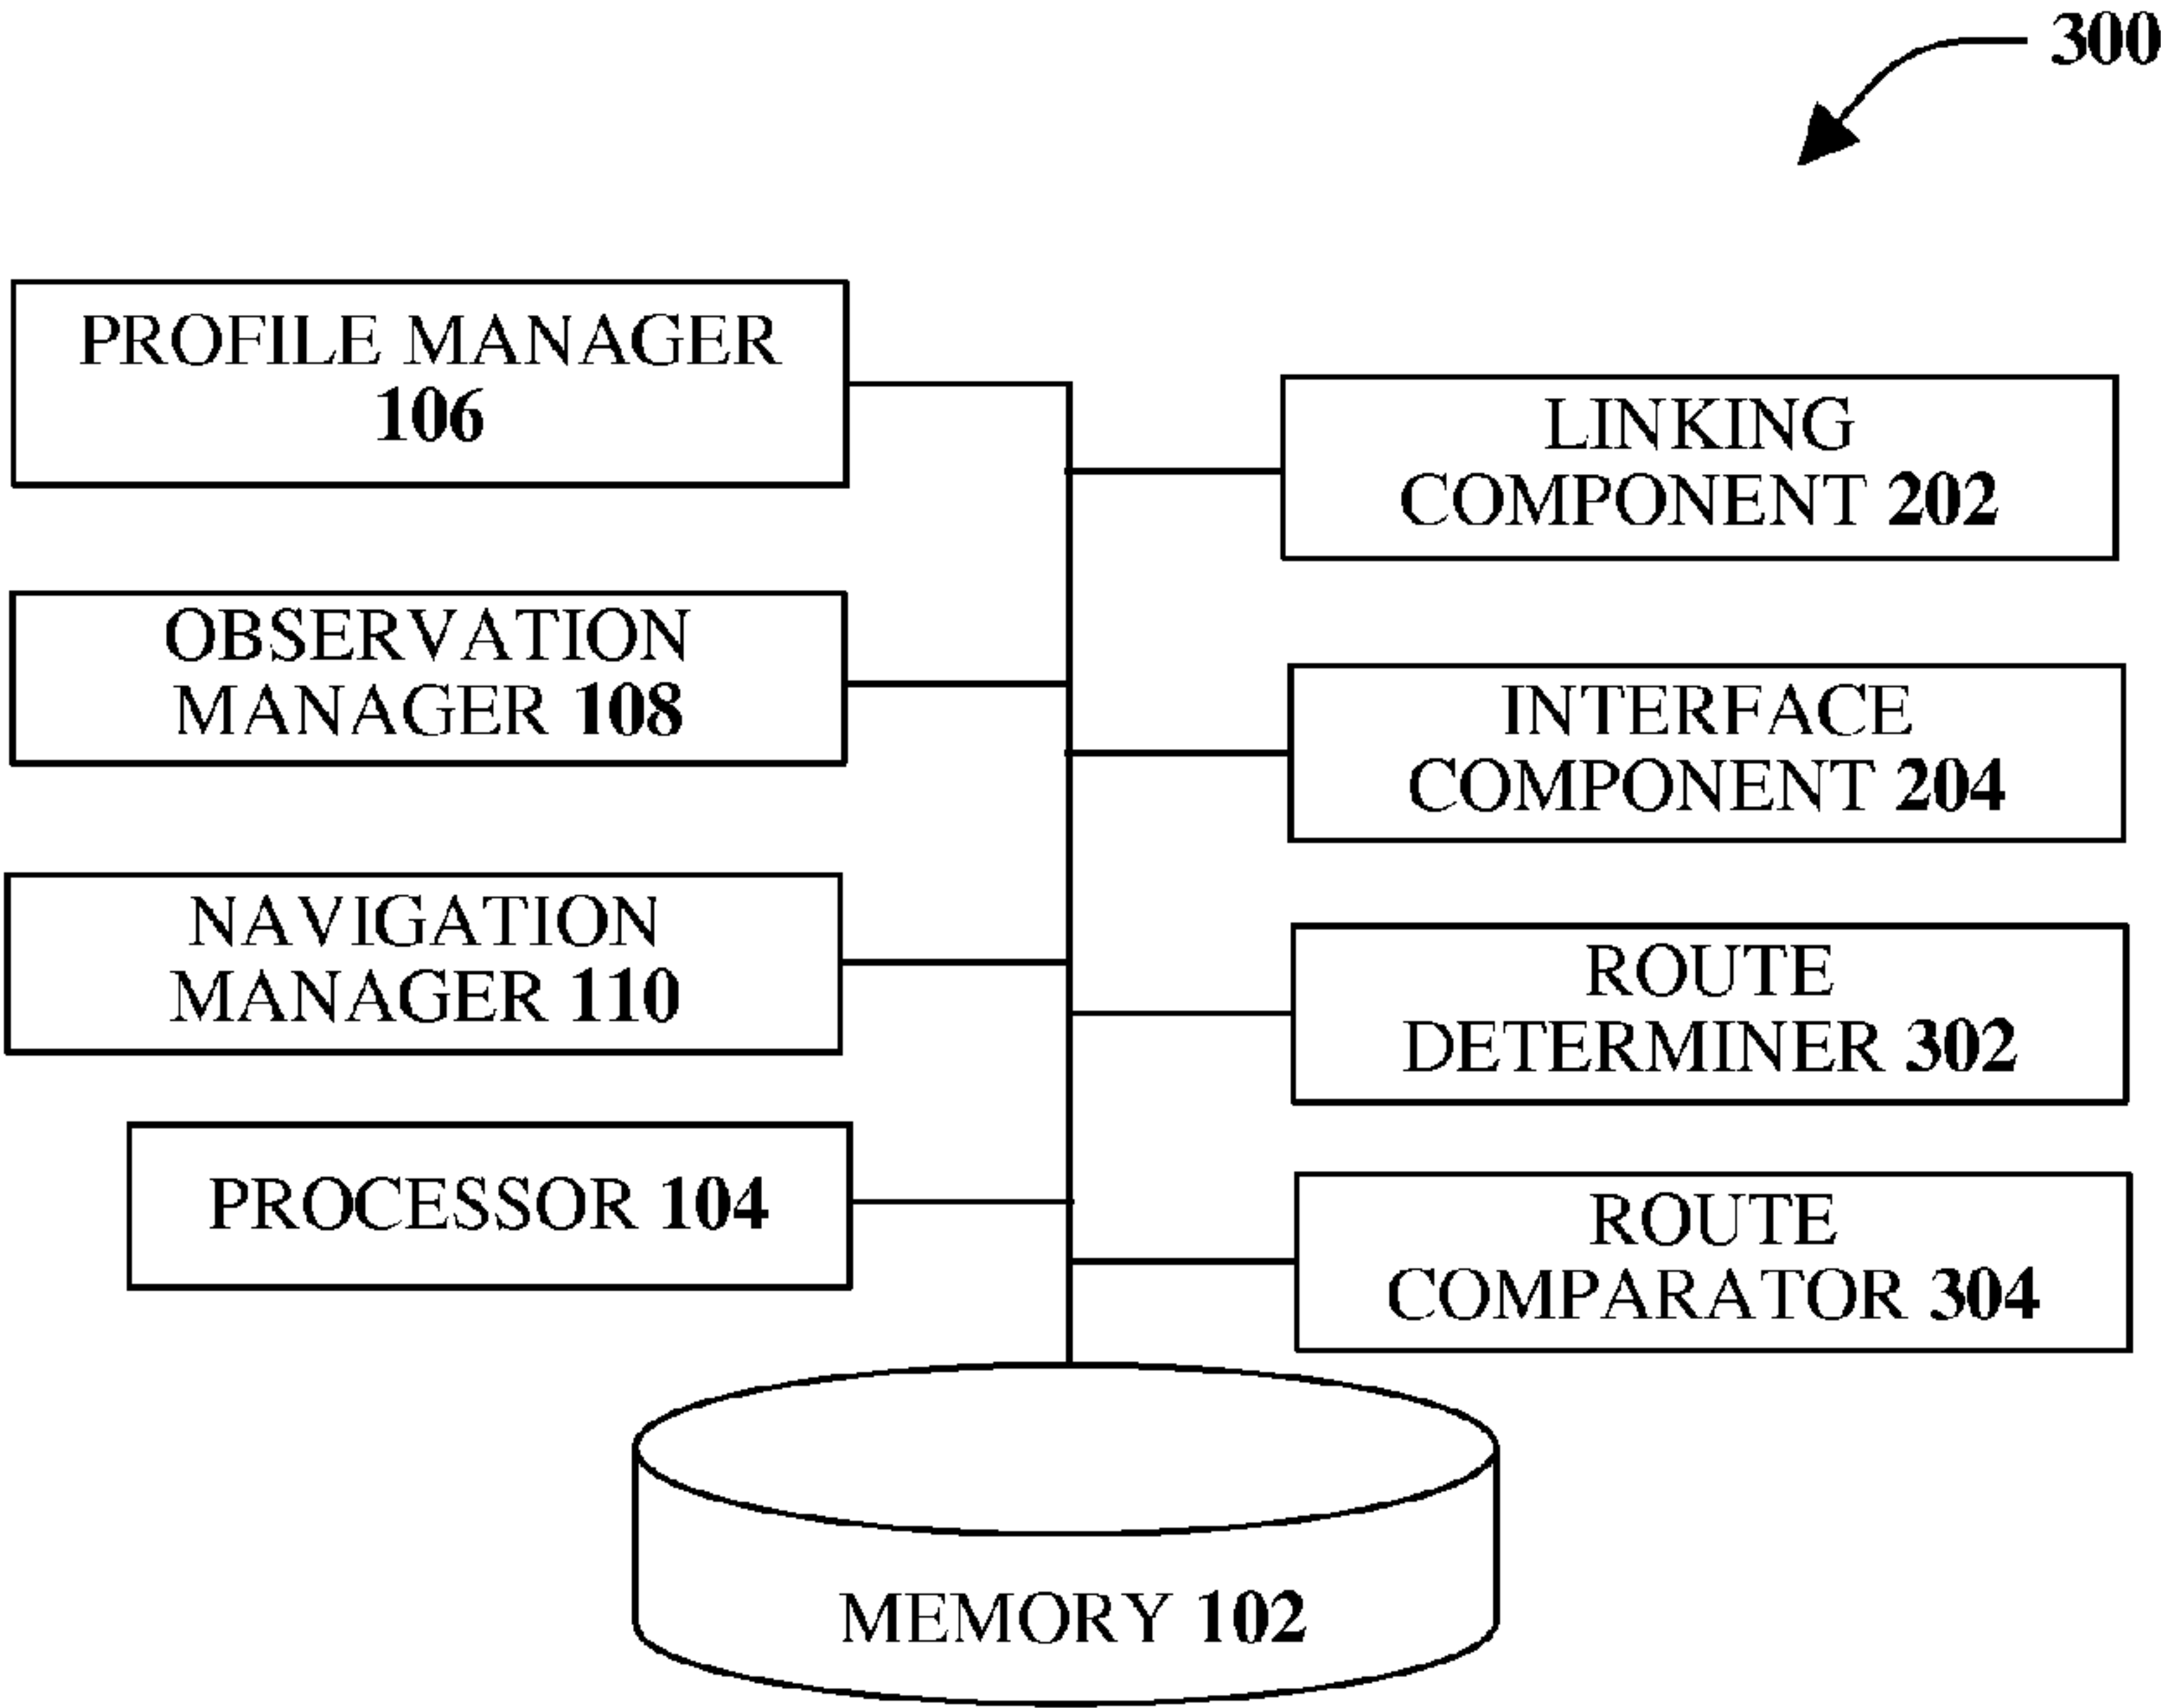 300
PROFILE MANAGER
106
OBSERVATION
MANAGER 108
NAVIGATION
MANAGER 110
PROCESSOR 104
LINKING
COMPONENT 202
INTERFACE
COMPONENT 204
ROUTE
DETERMINER 302
ROUTE
COMPARATOR 304
MEMORY 102